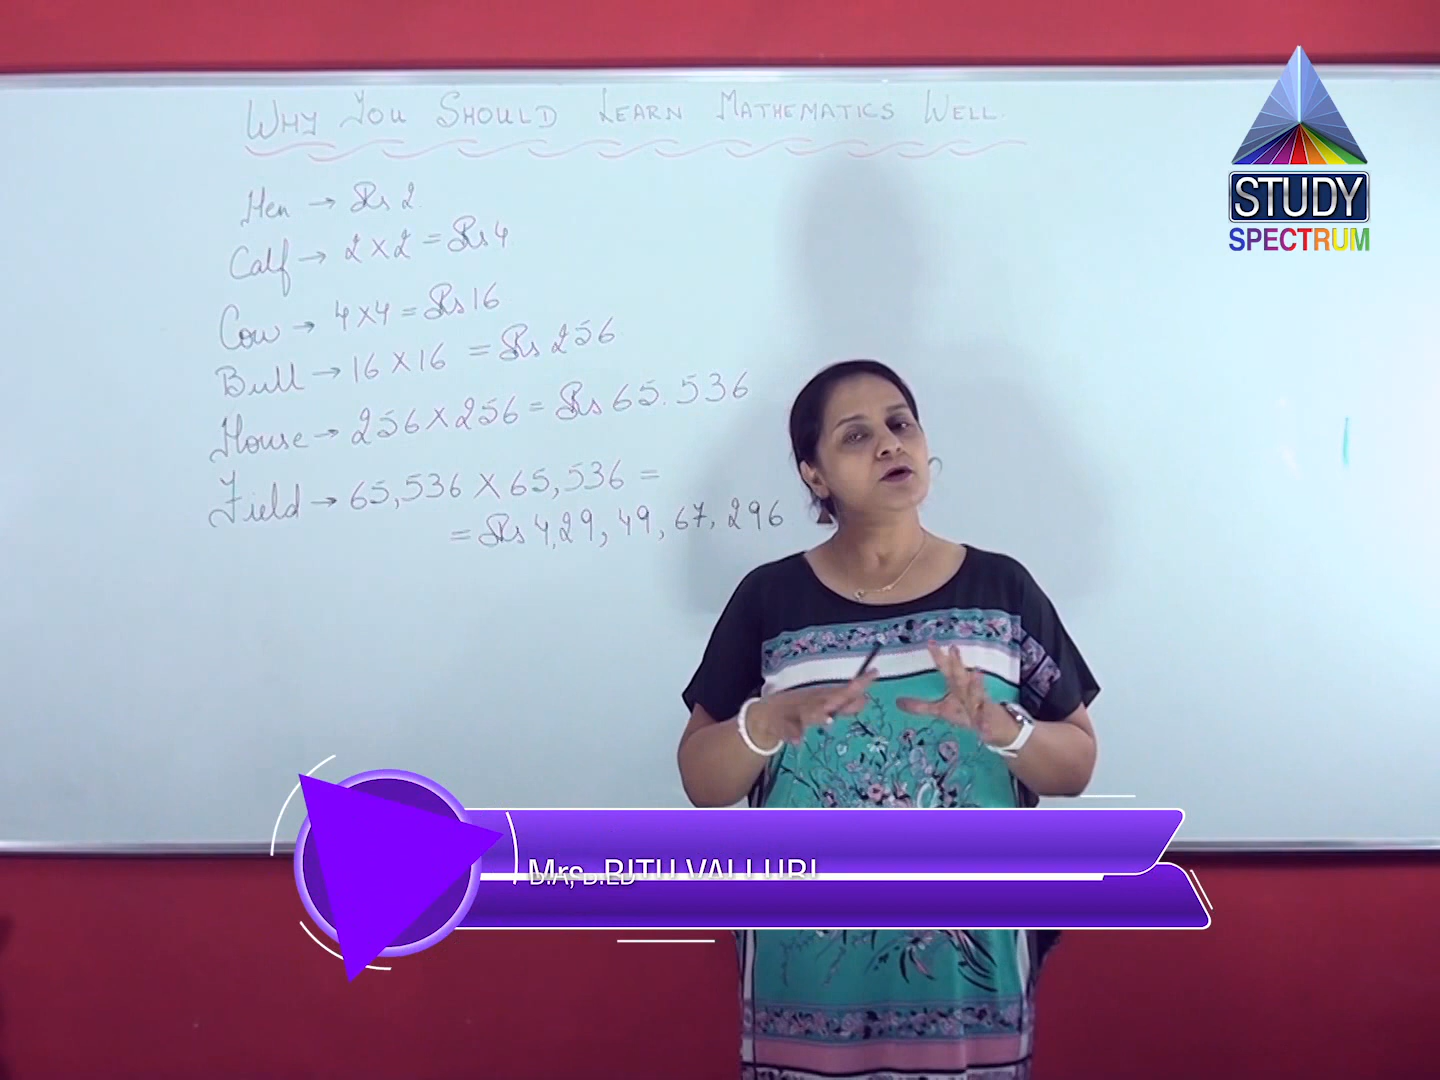 WHY YOU SHOULD LEARN MATHEMATICS WELL.
STUDY
SPECTRUM
Hen → Rs 2.
Calf → 2 X 2 = Rs 4
Cow → 4 X 4 = Rs 16
Bull → 16 X 16 = Rs 256
House → 256 X 256 = Rs 65.536
Field → 65,536 X 65,536 =
= Rs 4,29,49,67,296
Mrs. RITU VALLURI
B.A, B.ED